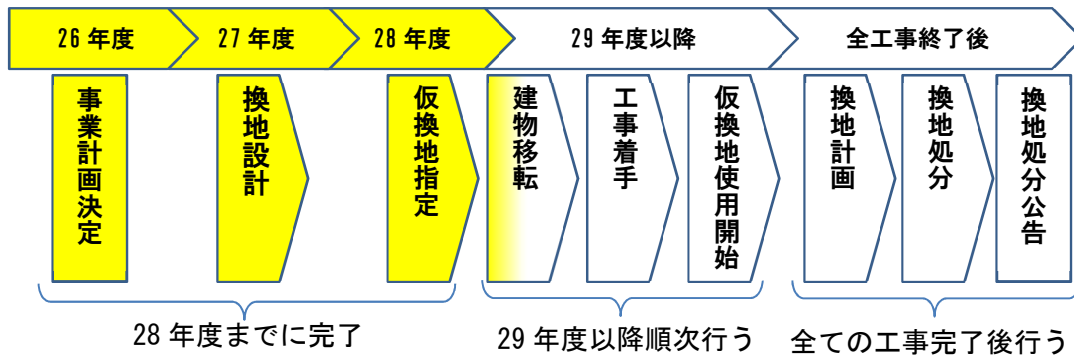 26 年度
27 年度
28 年度
29 年度以降
全工事終了後
事業計画決定
換地設計
仮換地指定
建物移転
工事着手
仮換地使用開始
換地計画
換地処分
換地処分公告
28 年度までに完了
29 年度以降順次行う
全ての工事完了後行う